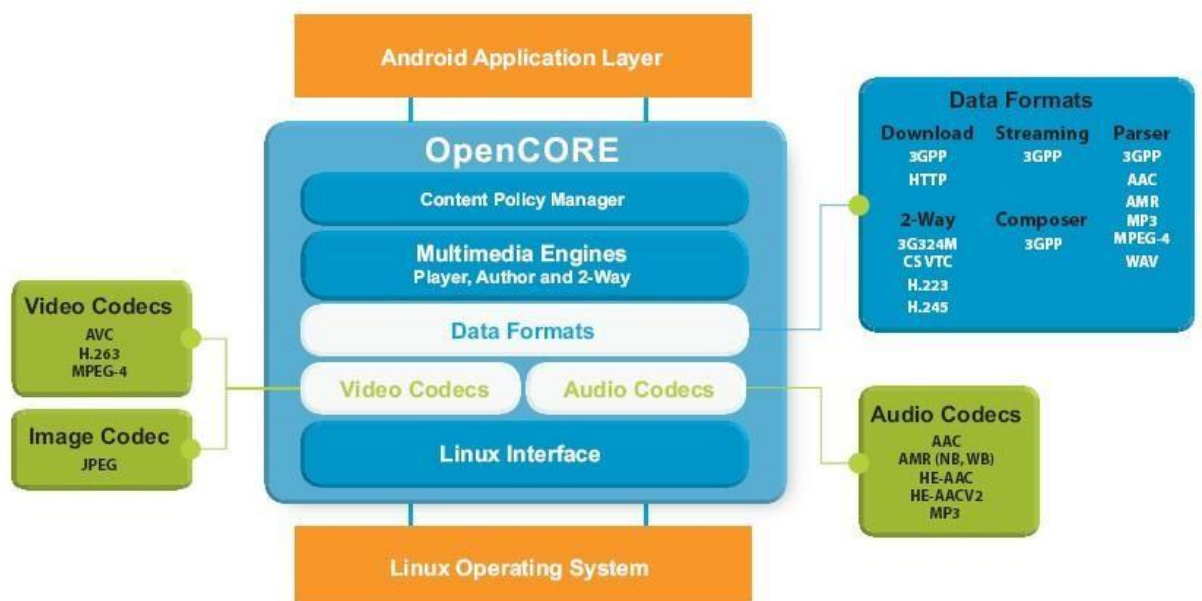 Android Application Layer
OpenCORE
Content Policy Manager
Multimedia Engines
Player, Author and 2-Way
Data Formats
Video Codecs
Audio Codecs
Linux Interface
Linux Operating System
Video Codecs
AVC
H.263
MPEG-4
Image Codec
JPEG
Data Formats
Download
3GPP
HTTP
Streaming
3GPP
Parser
3GPP
AAC
AMR
MP3
MPEG-4
WAV
2-Way
3G324M
CS VTC
H.223
H.245
Composer
3GPP
Audio Codecs
AAC
AMR (NB, WB)
HE-AAC
HE-AACV2
MP3